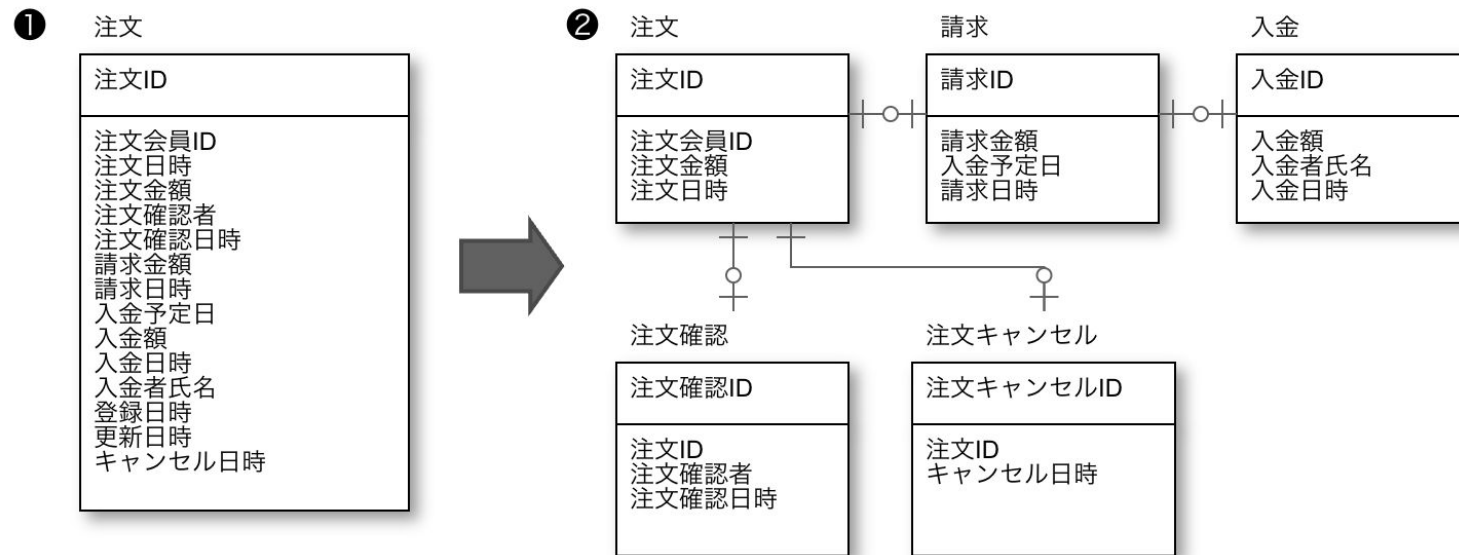 ❶ 注文
注文ID
注文会員ID
注文日時
注文金額
注文確認者
注文確認日時
請求金額
請求日時
入金予定日
入金額
入金日時
入金者氏名
登録日時
更新日時
キャンセル日時
❷ 注文
注文ID
注文会員ID
注文金額
注文日時
請求
請求ID
請求金額
入金予定日
請求日時
入金
入金ID
入金額
入金者氏名
入金日時
注文確認
注文確認ID
注文ID
注文確認者
注文確認日時
注文キャンセル
注文キャンセルID
注文ID
キャンセル日時